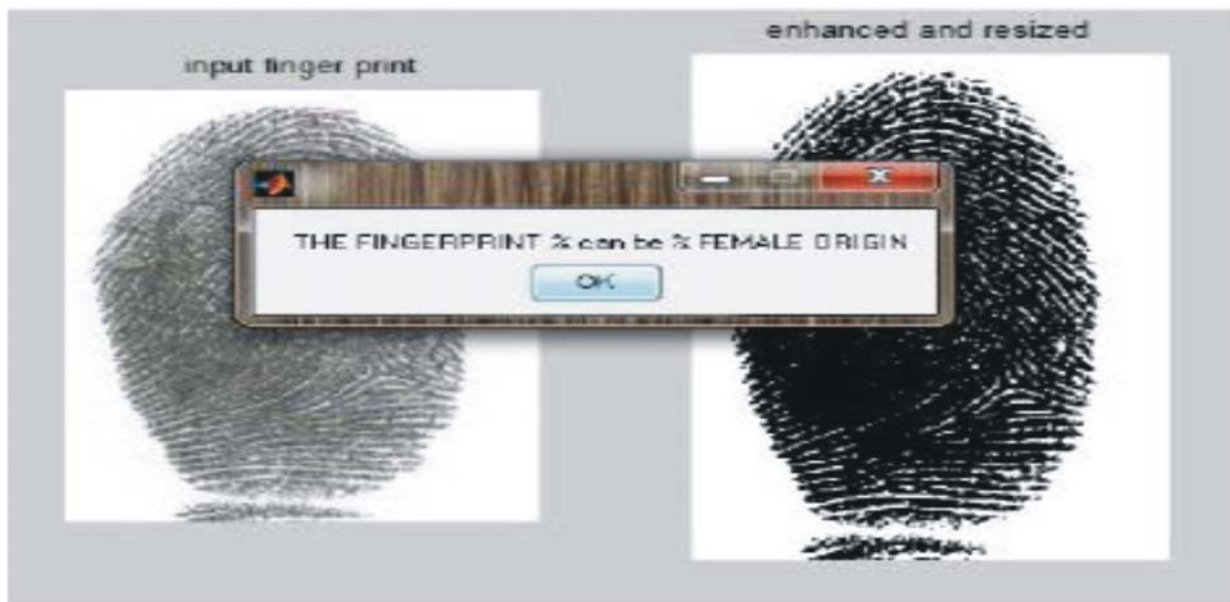 input finger print
enhanced and resized
THE FINGERPRINT % can be % FEMALE ORIGIN
OK